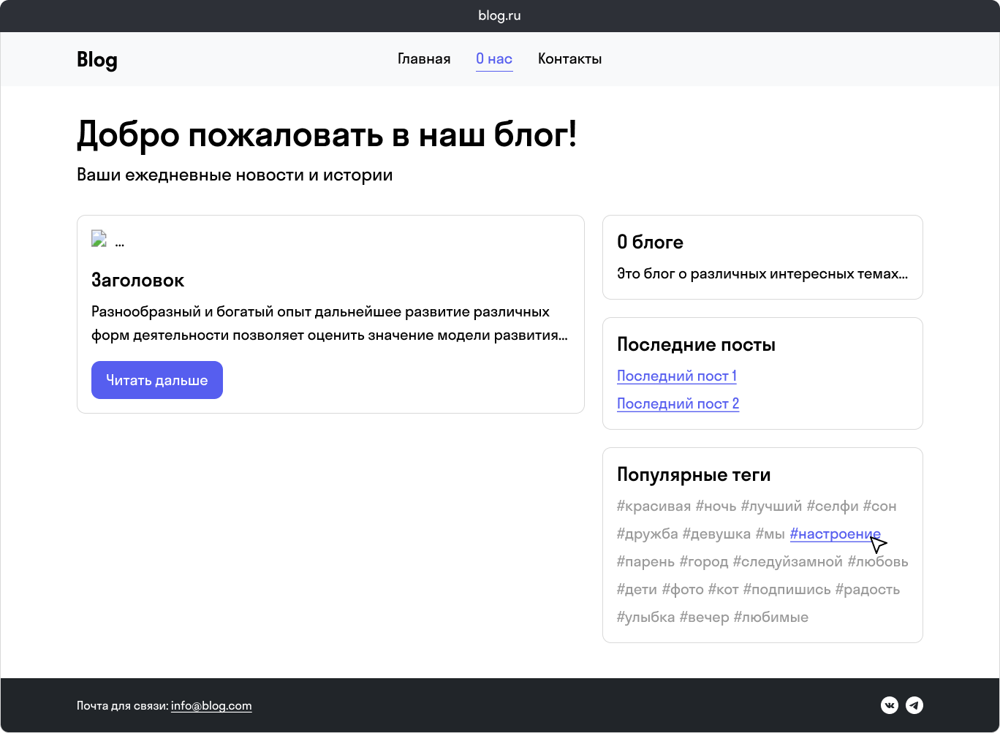 blog.ru
Blog
Главная О нас Контакты
Добро пожаловать в наш блог!
Ваши ежедневные новости и истории
...
Заголовок
Разнообразный и богатый опыт дальнейшее развитие различных
форм деятельности позволяет оценить значение модели развития...
Читать дальше
О блоге
Это блог о различных интересных темах...
Последние посты
Последний пост 1
Последний пост 2
Популярные теги
#красивая #ночь #лучший #селфи #сон
#дружба #девушка #мы #настроение
#парень #город #следуйзамной #любовь
#дети #фото #кот #подпишись #радость
#улыбка #вечер #любимые
Почта для связи: info@blog.com